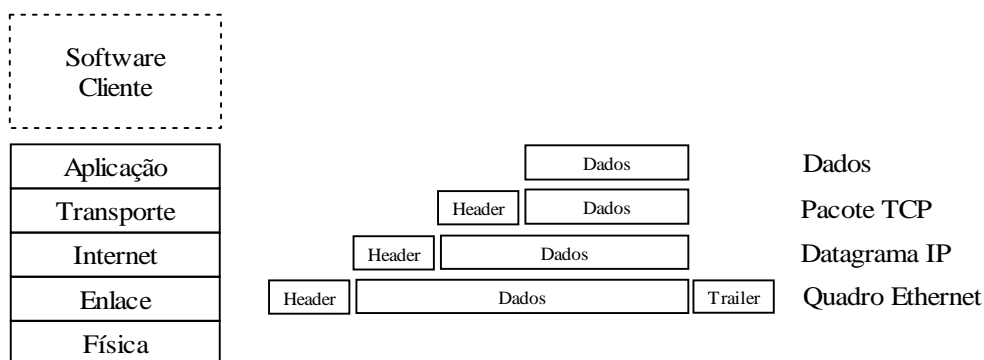 Software
Cliente
Aplicação Dados Dados
Transporte Header Dados Pacote TCP
Internet Header Dados Datagrama IP
Enlace Header Dados Trailer Quadro Ethernet
Física